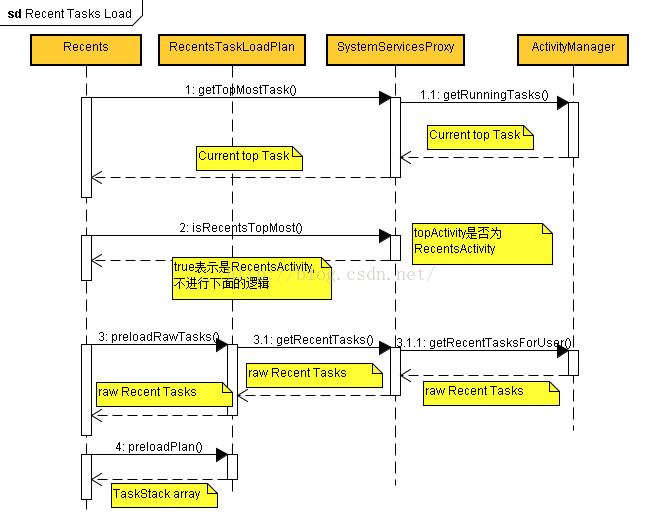 sd Recent Tasks Load
Recents
RecentsTaskLoadPlan
SystemServicesProxy
ActivityManager
1: getTopMostTask()
1.1: getRunningTasks()
Current top Task
Current top Task
2: isRecentsTopMost()
topActivity是否为
RecentsActivity
true表示是RecentsActivity,
不进行下面的逻辑
blog.csdn.net/
3: preloadRawTasks()
3.1: getRecentTasks()
3.1.1: getRecentTasksForUser()
raw Recent Tasks
raw Recent Tasks
raw Recent Tasks
4: preloadPlan()
TaskStack array